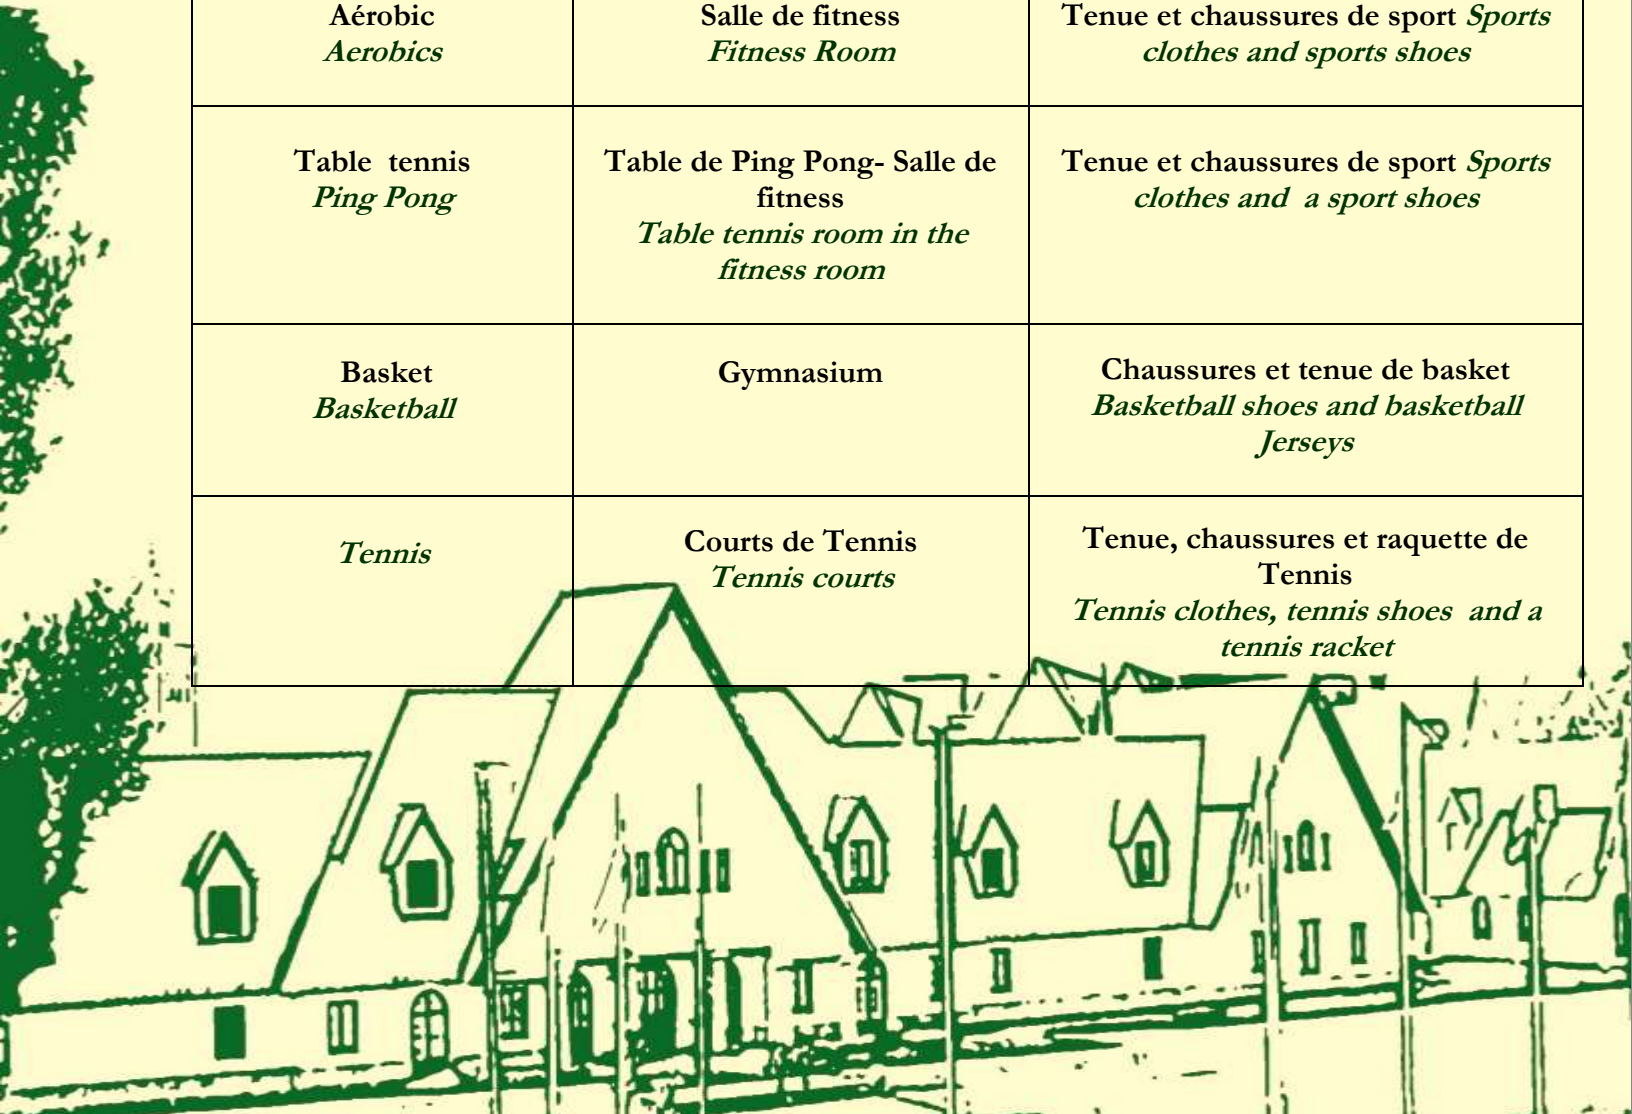 Aérobic
Aerobics
Salle de fitness
Fitness Room
Tenue et chaussures de sport Sports
clothes and sports shoes
Table  tennis
Ping Pong
Table de Ping Pong- Salle de
fitness
Table tennis room in the
fitness room
Tenue et chaussures de sport Sports
clothes and  a sport shoes
Basket
Basketball
Gymnasium
Chaussures et tenue de basket
Basketball shoes and basketball
Jerseys
Tennis
Courts de Tennis
Tennis courts
Tenue, chaussures et raquette de
Tennis
Tennis clothes, tennis shoes  and a
tennis racket